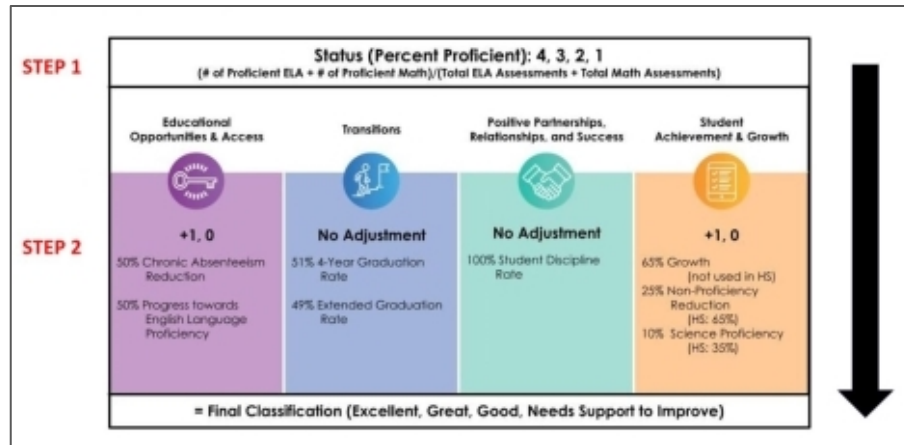 STEP 1
Status (Percent Proficient): 4, 3, 2, 1
(# of Proficient ELA + # of Proficient Math)/(Total ELA Assessments + Total Math Assessments)
Educational
Opportunities & Access
Transitions
Positive Partnerships,
Relationships, and Success
Student
Achievement & Growth
STEP 2
+1, 0
50% Chronic Absenteeism
Reduction
50% Progress towards
English Language
Proficiency
No Adjustment
51% 4-Year Graduation
Rate
49% Extended Graduation
Rate
No Adjustment
100% Student Discipline
Rate
+1, 0
65% Growth
(not used in HS)
25% Non-Proficiency
Reduction
(HS: 65%)
10% Science Proficiency
(HS: 35%)
= Final Classification (Excellent, Great, Good, Needs Support to Improve)